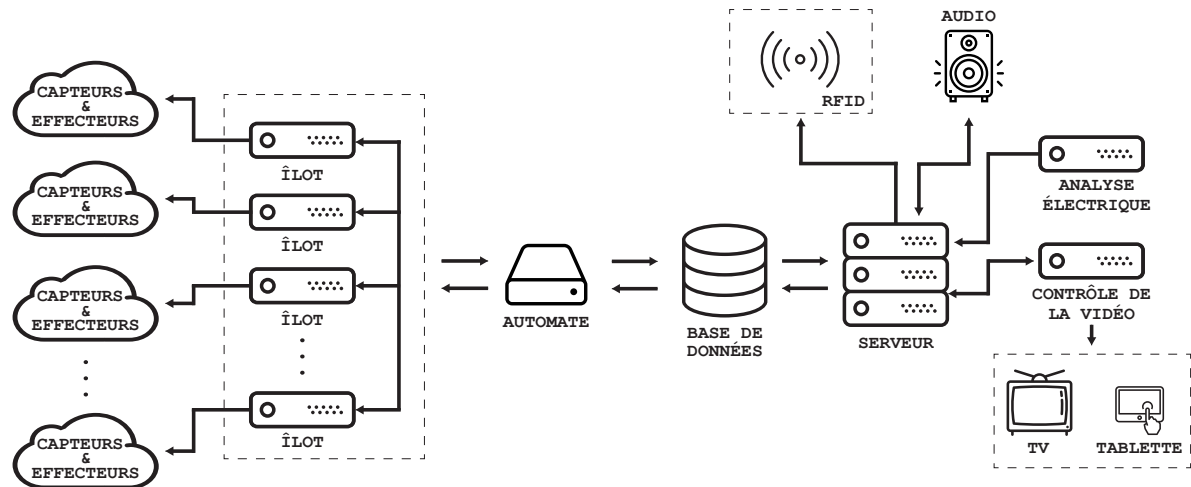 CAPTEURS
&
EFFECTEURS
CAPTEURS
&
EFFECTEURS
CAPTEURS
&
EFFECTEURS
CAPTEURS
&
EFFECTEURS
ÎLOT
ÎLOT
ÎLOT
ÎLOT
AUTOMATE
BASE DE
DONNÉES
SERVEUR
RFID
AUDIO
ANALYSE
ÉLECTRIQUE
CONTRÔLE DE
LA VIDÉO
TV
TABLETTE